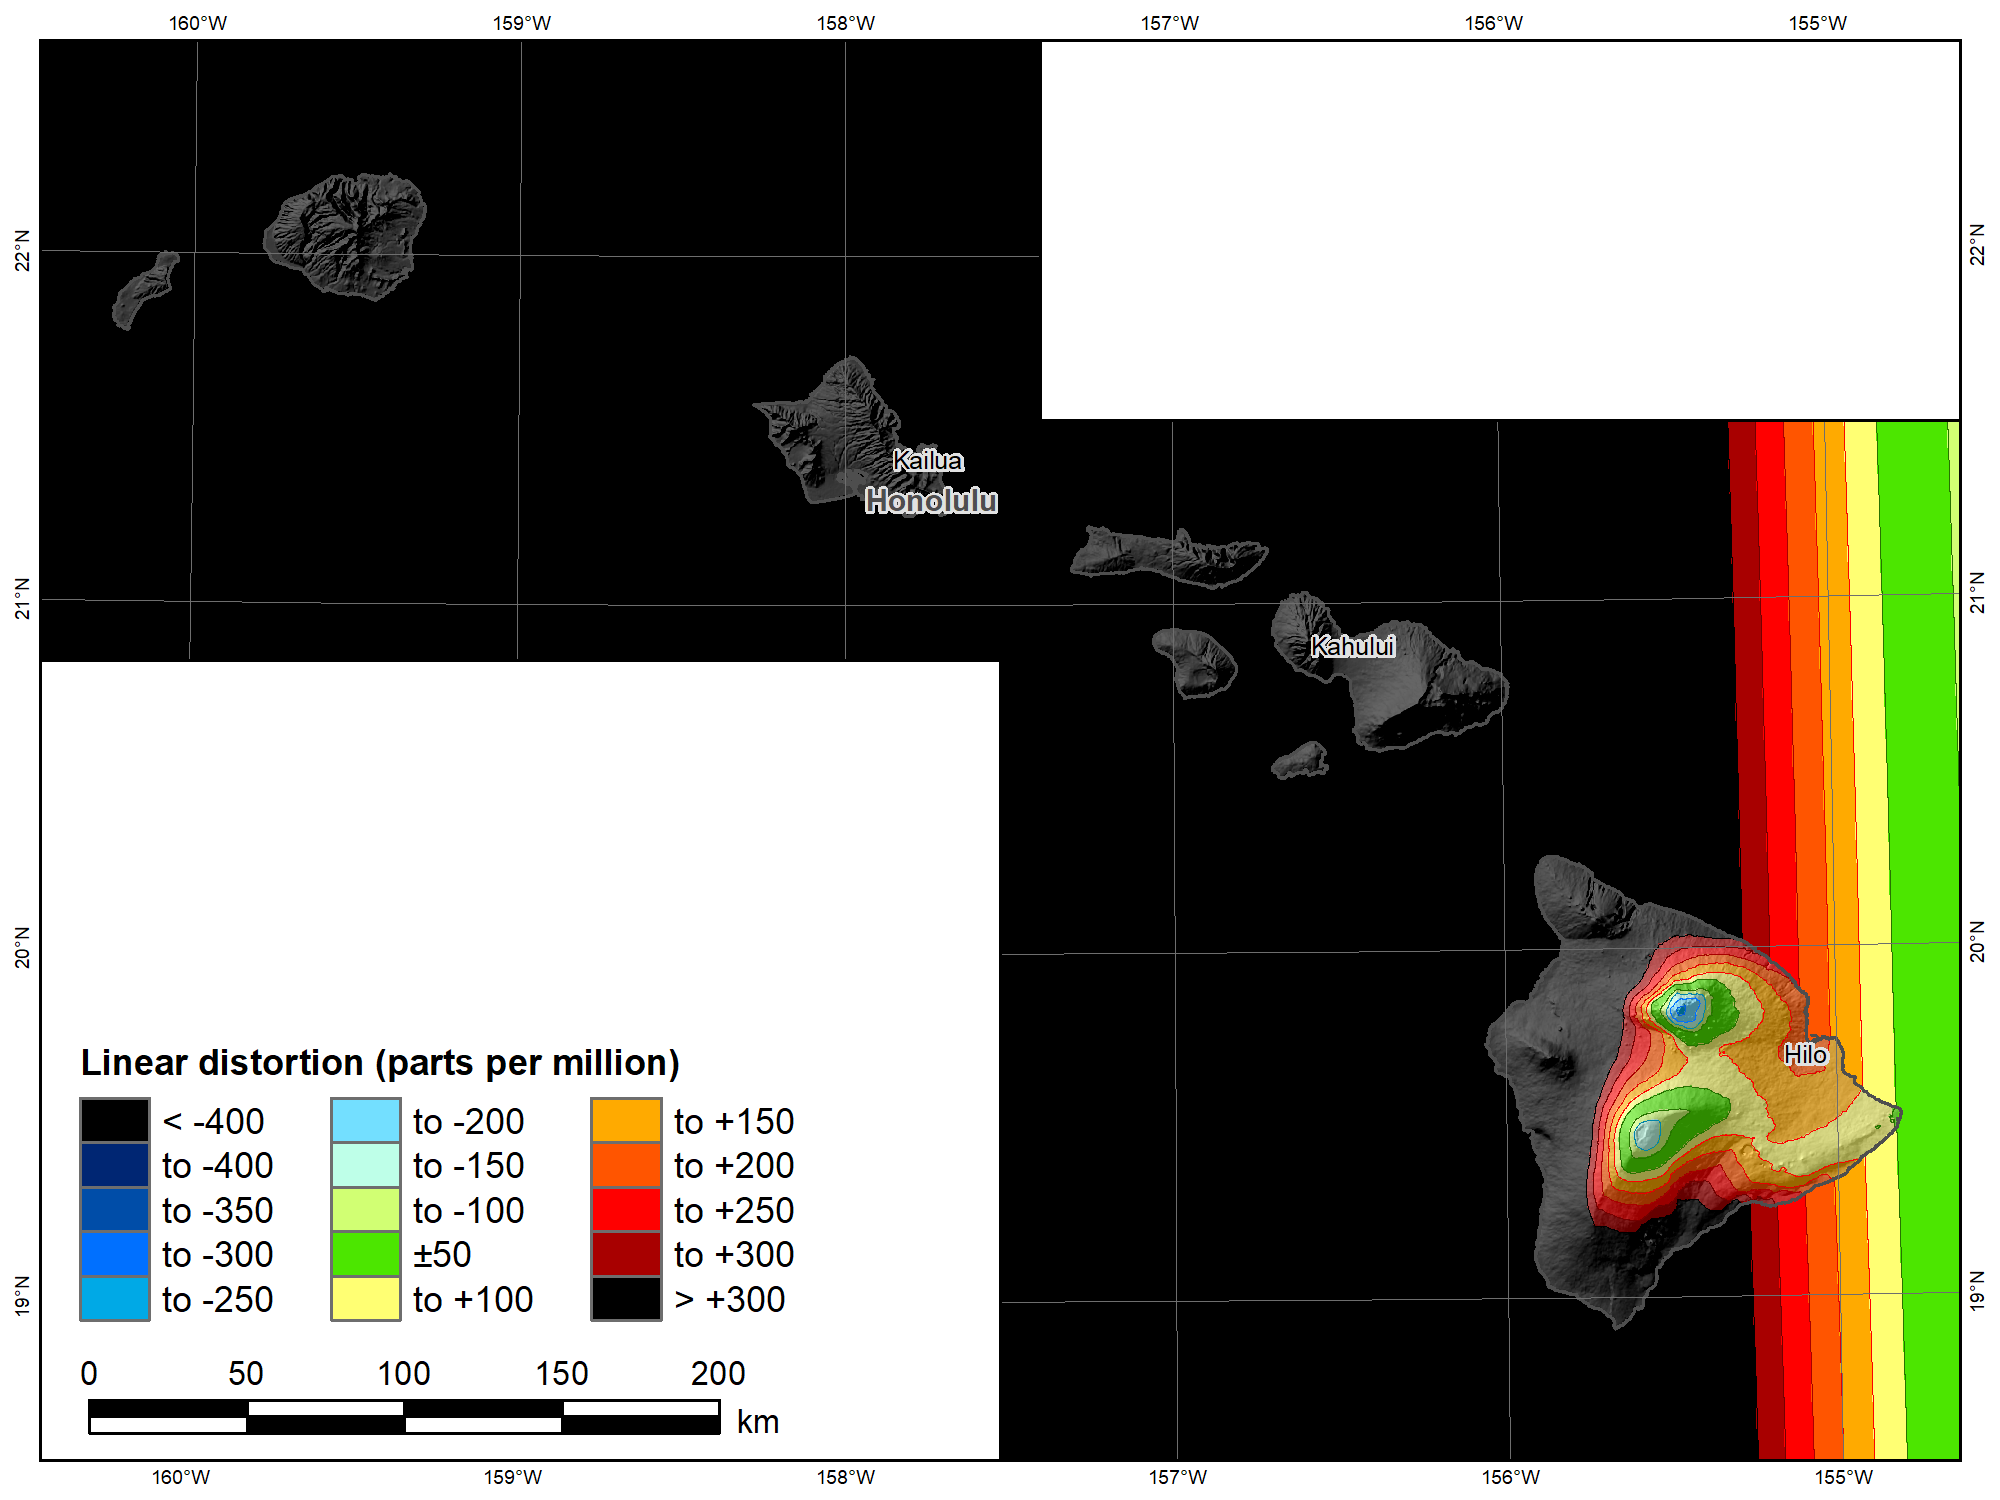 160°W 159°W 158°W 157°W 156°W 155°W
22°N 22°N
Kailua
Honolulu
21°N 21°N
Kahului
20°N 20°N
Hilo
Linear distortion (parts per million)
< -400 to -200 to +150
to -400 to -150 to +200
to -350 to -100 to +250
to -300 ±50 to +300
to -250 to +100 > +300
19°N 19°N
0 50 100 150 200
km
160°W 159°W 158°W 157°W 156°W 155°W